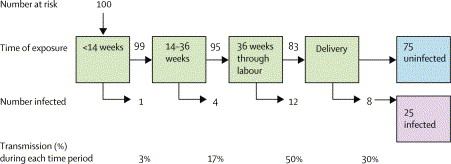 Number at risk 100
Time of exposure <14 weeks 99 14–36 weeks 95 36 weeks through labour 83 Delivery 75 uninfected
Number infected 1 4 12 8 25 infected
Transmission (%)
during each time period 3% 17% 50% 30%